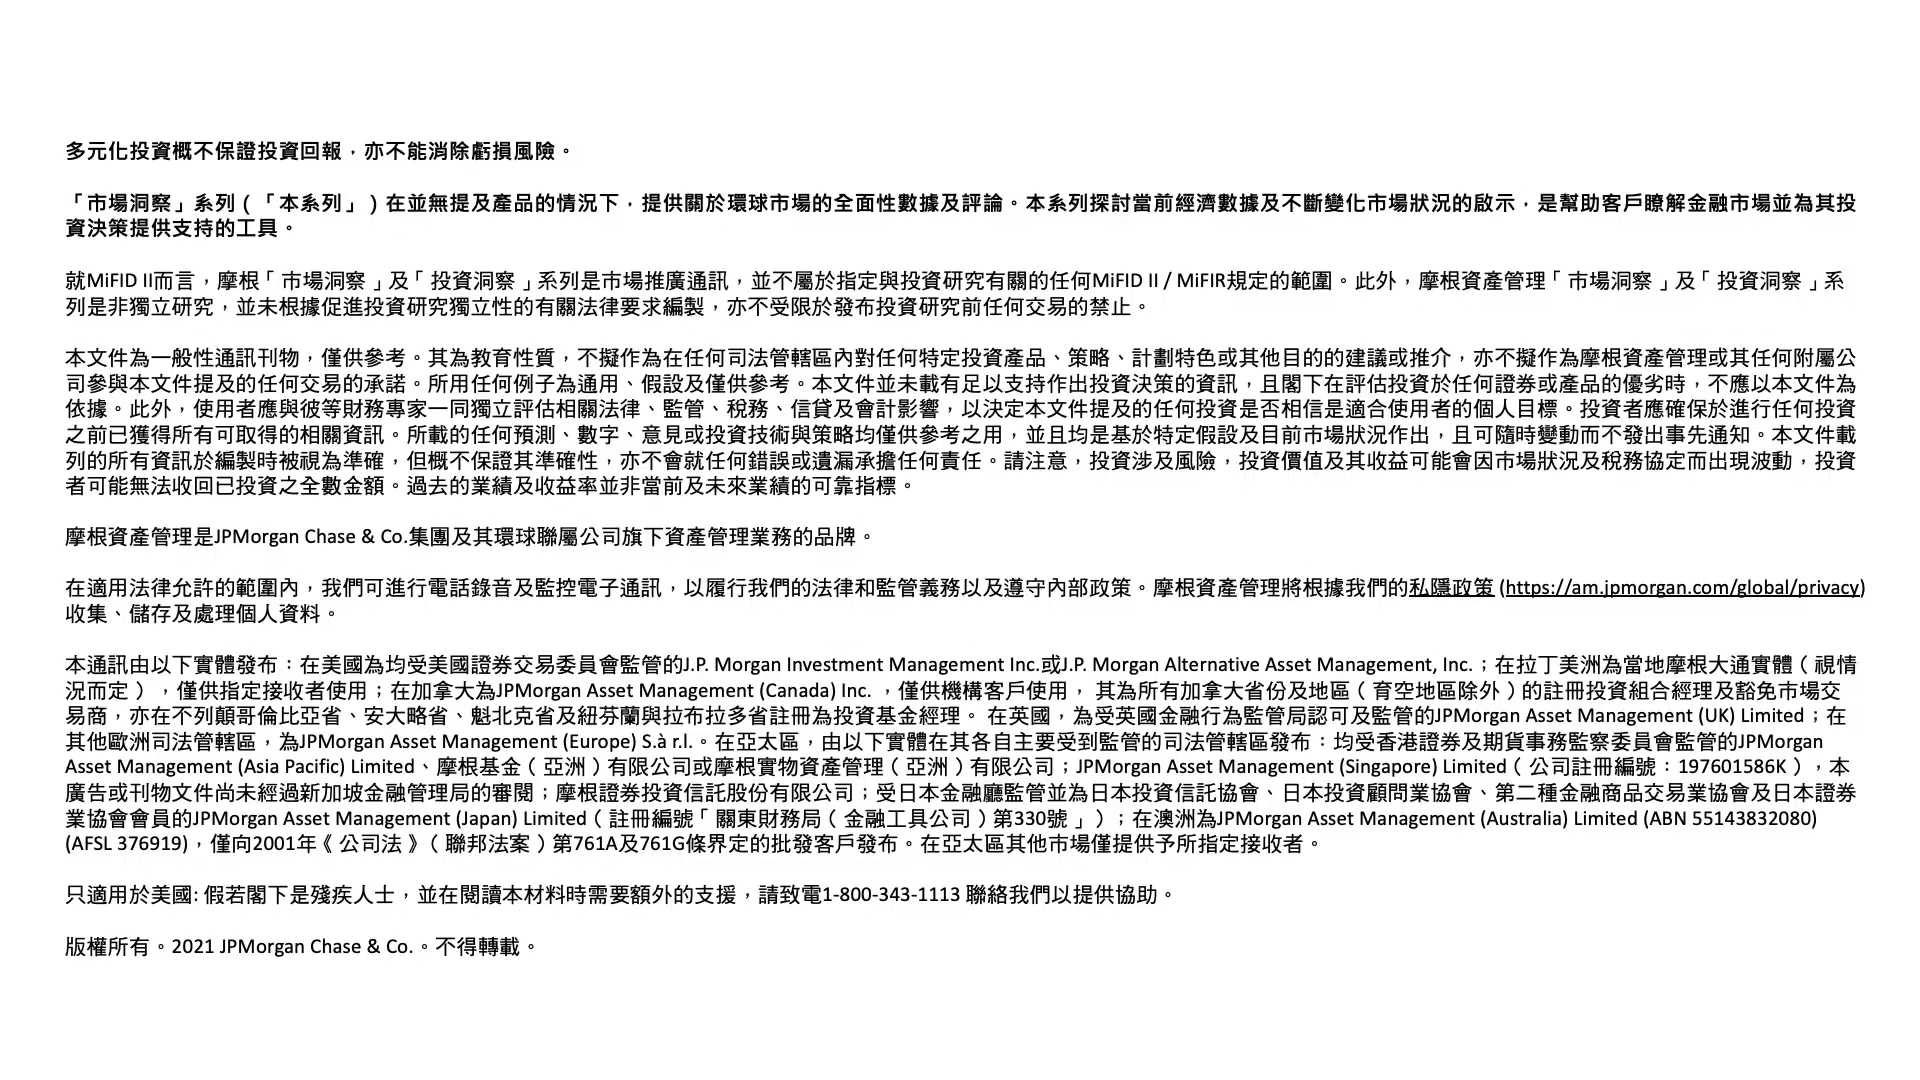 多元化投資概不保證投資回報，亦不能消除虧損風險。
「市場洞察」系列（「本系列」）在並無提及產品的情況下，提供關於環球市場的全面性數據及評論。本系列探討當前經濟數據及不斷變化市場狀況的啟示，是幫助客戶瞭解金融市場並為其投
資決策提供支持的工具。
就MiFID II而言，摩根「市場洞察」及「投資洞察」系列是市場推廣通訊，並不屬於指定與投資研究有關的任何MiFID II / MiFIR規定的範圍。此外，摩根資產管理「市場洞察」及「投資洞察」系
列是非獨立研究，並未根據促進投資研究獨立性的有關法律要求編製，亦不受限於發布投資研究前任何交易的禁止。
本文件為一般性通訊刊物，僅供參考。其為教育性質，不擬作為在任何司法管轄區內對任何特定投資產品、策略、計劃特色或其他目的的建議或推介，亦不擬作為摩根資產管理或其任何附屬公
司參與本文件提及的任何交易的承諾。所用任何例子為通用、假設及僅供參考。本文件並未載有足以支持作出投資決策的資訊，且閣下在評估投資於任何證券或產品的優劣時，不應以本文件為
依據。此外，使用者應與彼等財務專家一同獨立評估相關法律、監管、稅務、信貸及會計影響，以決定本文件提及的任何投資是否相信是適合使用者的個人目標。投資者應確保於進行任何投資
之前已獲得所有可取得的相關資訊。所載的任何預測、數字、意見或投資技術與策略均僅供參考之用，並且均是基於特定假設及目前市場狀況作出，且可隨時變動而不發出事先通知。本文件載
列的所有資訊於編製時被視為準確，但概不保證其準確性，亦不會就任何錯誤或遺漏承擔任何責任。請注意，投資涉及風險，投資價值及其收益可能會因市場狀況及稅務協定而出現波動，投資
者可能無法收回已投資之全數金額。過去的業績及收益率並非當前及未來業績的可靠指標。
摩根資產管理是JPMorgan Chase & Co.集團及其環球聯屬公司旗下資產管理業務的品牌。
在適用法律允許的範圍內，我們可進行電話錄音及監控電子通訊，以履行我們的法律和監管義務以及遵守內部政策。摩根資產管理將根據我們的私隱政策 (https://am.jpmorgan.com/global/privacy)
收集、儲存及處理個人資料。
本通訊由以下實體發布：在美國為均受美國證券交易委員會監管的J.P. Morgan Investment Management Inc.或J.P. Morgan Alternative Asset Management, Inc.；在拉丁美洲為當地摩根大通實體（視情
況而定），僅供指定接收者使用；在加拿大為JPMorgan Asset Management (Canada) Inc. ，僅供機構客戶使用， 其為所有加拿大省份及地區（育空地區除外）的註冊投資組合經理及豁免市場交
易商，亦在不列顛哥倫比亞省、安大略省、魁北克省及紐芬蘭與拉布拉多省註冊為投資基金經理。 在英國，為受英國金融行為監管局認可及監管的JPMorgan Asset Management (UK) Limited；在
其他歐洲司法管轄區，為JPMorgan Asset Management (Europe) S.à r.l.。在亞太區，由以下實體在其各自主要受到監管的司法管轄區發布：均受香港證券及期貨事務監察委員會監管的JPMorgan
Asset Management (Asia Pacific) Limited、摩根基金（亞洲）有限公司或摩根實物資產管理（亞洲）有限公司；JPMorgan Asset Management (Singapore) Limited（公司註冊編號：197601586K），本
廣告或刊物文件尚未經過新加坡金融管理局的審閱；摩根證券投資信託股份有限公司；受日本金融廳監管並為日本投資信託協會、日本投資顧問業協會、第二種金融商品交易業協會及日本證券
業協會會員的JPMorgan Asset Management (Japan) Limited（註冊編號「關東財務局（金融工具公司）第330號」）；在澳洲為JPMorgan Asset Management (Australia) Limited (ABN 55143832080)
(AFSL 376919)，僅向2001年《公司法》（聯邦法案）第761A及761G條界定的批發客戶發布。在亞太區其他市場僅提供予所指定接收者。
只適用於美國: 假若閣下是殘疾人士，並在閱讀本材料時需要額外的支援，請致電1-800-343-1113 聯絡我們以提供協助。
版權所有。2021 JPMorgan Chase & Co.。不得轉載。